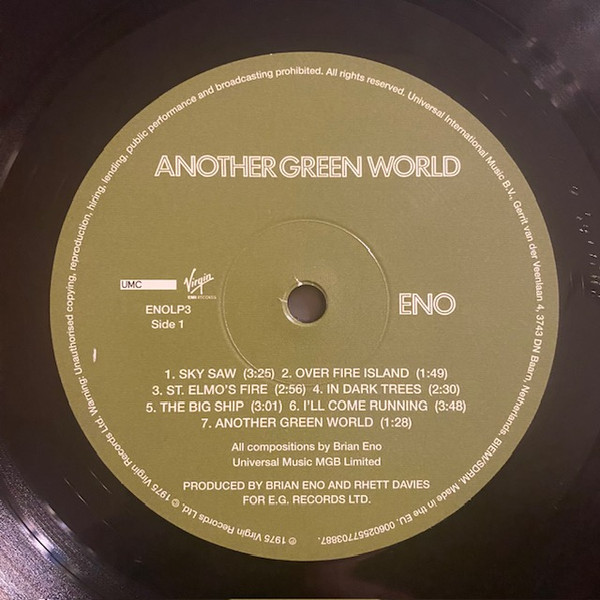 ANOTHER GREEN WORLD
UMC
Virgin
EMI RECORDS
ENOLP3
Side 1
ENO
1. SKY SAW (3:25) 2. OVER FIRE ISLAND (1:49)
3. ST. ELMO'S FIRE (2:56) 4. IN DARK TREES (2:30)
5. THE BIG SHIP (3:01) 6. I'LL COME RUNNING (3:48)
7. ANOTHER GREEN WORLD (1:28)
All compositions by Brian Eno
Universal Music MGB Limited
PRODUCED BY BRIAN ENO AND RHETT DAVIES
FOR E.G. RECORDS LTD.
℗ 1975 Virgin Records Ltd. © 1975 Virgin Records Ltd. Warning: Unauthorised copying, reproduction, hiring, lending, public performance and broadcasting prohibited. All rights reserved. Universal International Music B.V., Gerrit van der Veenlaan 4, 3743 DN Baarn, Netherlands. BIEM/SDRM. Made in the EU. 00602557703887.